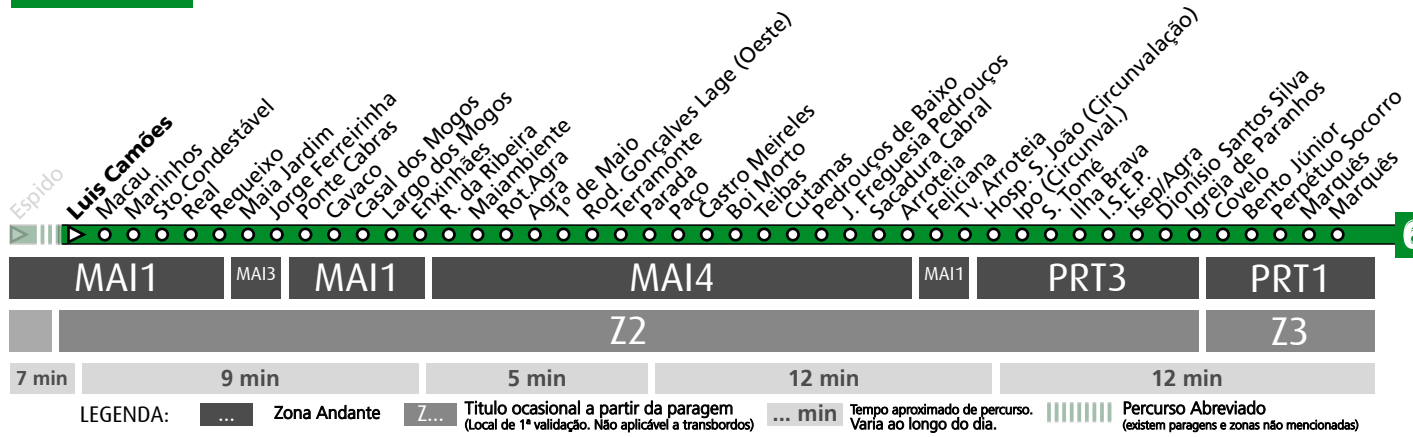 Espido
Luis Camões
Macau
Maninhos
Sto.Condestável
Real
Requeixo
Maia Jardim
Jorge Ferreirinha
Ponte Cabras
Cavaco
Casal dos Mogos
Largo dos Mogos
Enxinhães
R. da Ribeira
Maiambiente
Rot.Agra
Agra
1º de Maio
Rod. Gonçalves Lage (Oeste)
Terramonte
Parada
Paço
Castro Meireles
Boi Morto
Teibas
Cutamas
Pedrouços de Baixo
J. Freguesia Pedrouços
Sacadura Cabral
Arroteia
Feliciana
Tv. Arroteia
Hosp. S. João (Circunvalação)
Ipo (Circunval.)
S. Tomé
Ilha Brava
I.S.E.P.
Isep/Agra
Dionisio Santos Silva
Igreja de Paranhos
Covelo
Bento Júnior
Perpétuo Socorro
Marquês
Marquês
MAI1 MAI3 MAI1 MAI4 MAI1 PRT3 PRT1
Z2 Z3
7 min 9 min 5 min 12 min 12 min
LEGENDA: ... Zona Andante Z... Titulo ocasional a partir da paragem ... min Tempo aproximado de percurso. Percurso Abreviado
(Local de 1ª validação. Não aplicável a transbordos) Varia ao longo do dia. (existem paragens e zonas não mencionadas)